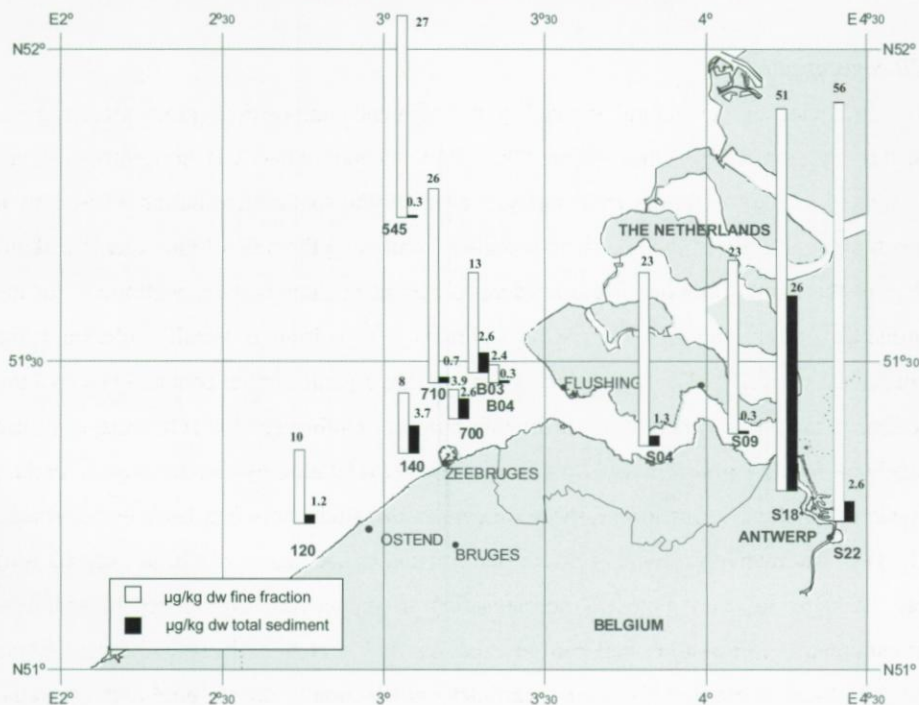 E2° 2°30 3° 3°30 4° E4°30
27
N52° N52°
51 56
26
0.3
545
THE NETHERLANDS
13 23 23
26
2.6
51°30 51°30
0.7 2.4
8 3.9 0.3
710 B03 FLUSHING
2.6 B04
3.7 700 1.3 0.3
S04 S09
10 140
ZEEBRUGES
2.6
1.2 S18
OSTEND ANTWERP
120 BRUGES S22
µg/kg dw fine fraction
µg/kg dw total sediment
BELGIUM
N51° N51°
E2° 2°30 3° 3°30 4° E4°30